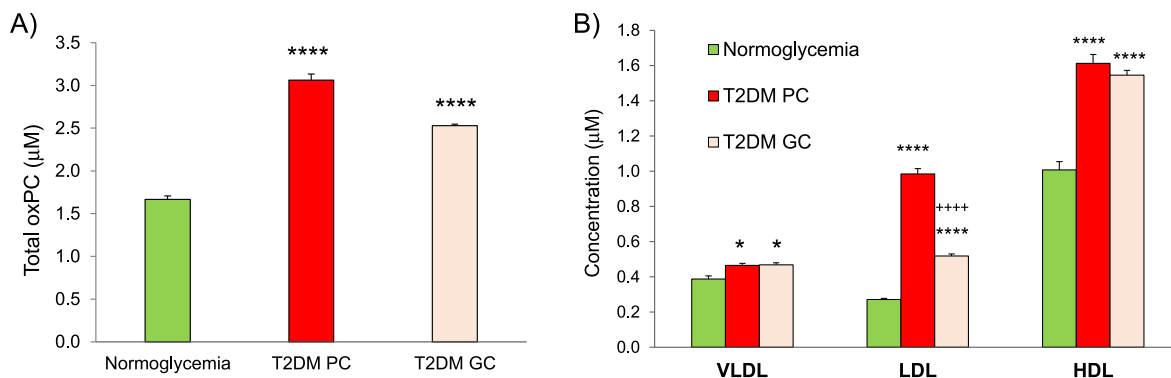 A)
Total oxPC (μM)
3.5
3.0
2.5
2.0
1.5
1.0
0.5
0.0
****
****
Normoglycemia
T2DM PC
T2DM GC
B)
Concentration (μM)
1.8
1.6
1.4
1.2
1.0
0.8
0.6
0.4
0.2
0.0
Normoglycemia
T2DM PC
T2DM GC
*
*
****
++++
****
****
****
VLDL
LDL
HDL